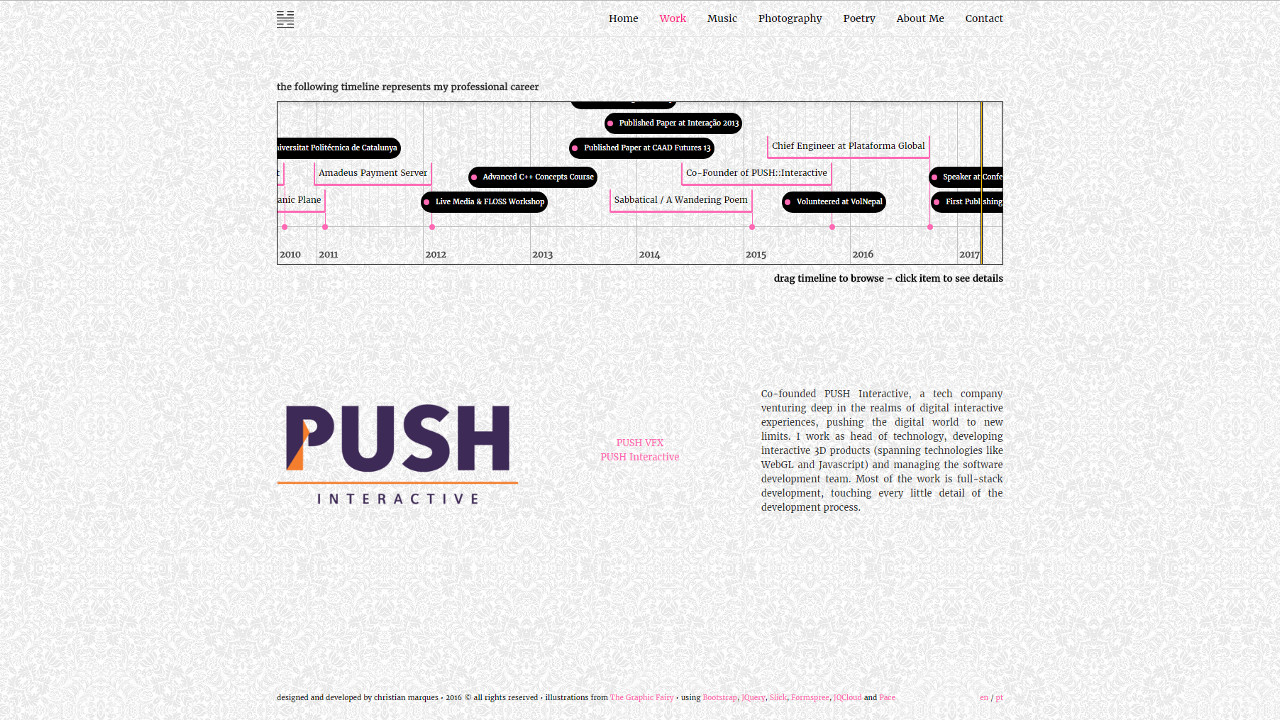 Home Work Music Photography Poetry About Me Contact
the following timeline represents my professional career
Published Paper at Interação 2013
Universitat Politécnica de Catalunya
Published Paper at CAAD Futures 13
Chief Engineer at Plataforma Global
Amadeus Payment Server
Advanced C++ Concepts Course
Co-Founder of PUSH::Interactive
Speaker at Confe
anic Plane
Live Media & FLOSS Workshop
Sabbatical / A Wandering Poem
Volunteered at VolNepal
First Publishing
2010 2011 2012 2013 2014 2015 2016 2017
drag timeline to browse - click item to see details
PUSH
INTERACTIVE
PUSH VFX
PUSH Interactive
Co-founded PUSH Interactive, a tech company
venturing deep in the realms of digital interactive
experiences, pushing the digital world to new
limits. I work as head of technology, developing
interactive 3D products (spanning technologies like
WebGL and Javascript) and managing the software
development team. Most of the work is full-stack
development, touching every little detail of the
development process.
designed and developed by christian marques • 2016 © all rights reserved • illustrations from The Graphic Fairy • using Bootstrap, JQuery, Slick, Formspree, JQCloud and Pace
en / pt